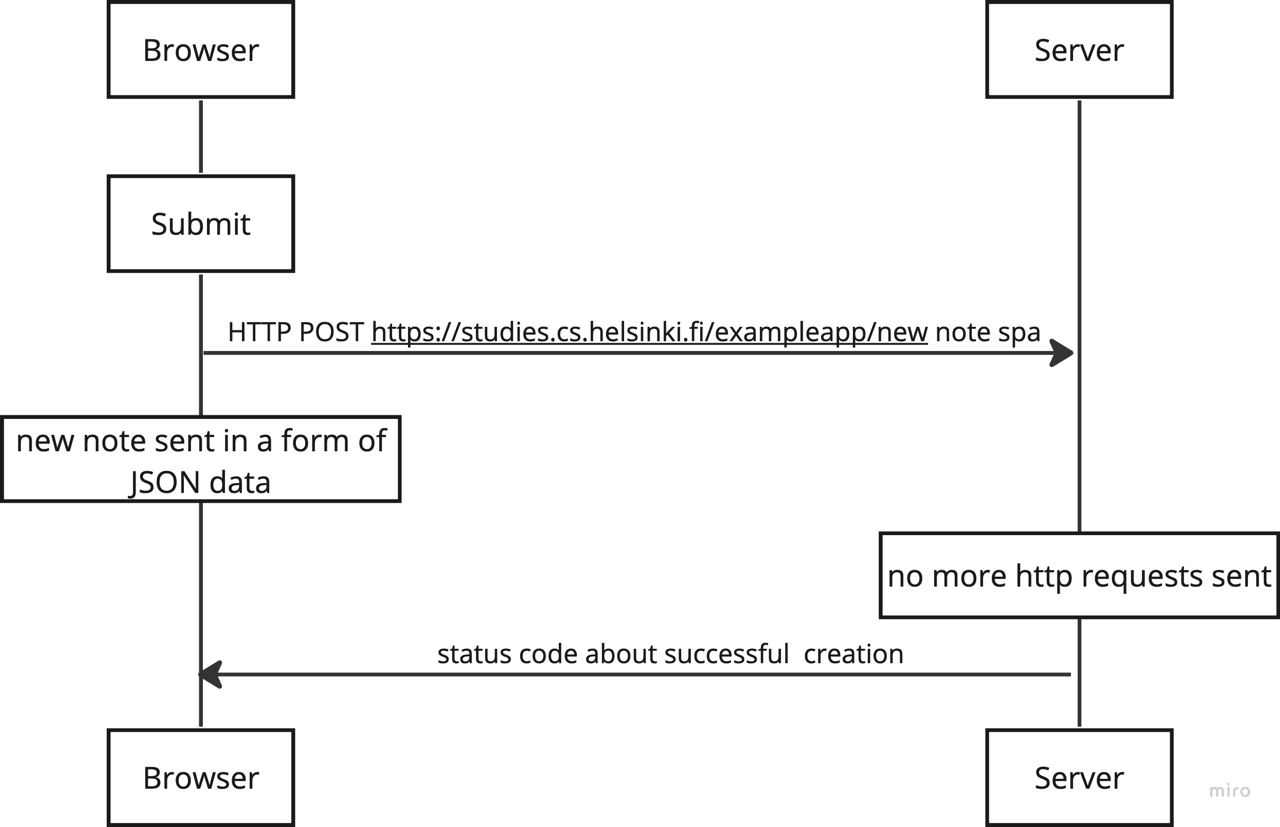 Browser
Server
Submit
HTTP POST https://studies.cs.helsinki.fi/exampleapp/new note spa
new note sent in a form of
JSON data
no more http requests sent
status code about successful  creation
Browser
Server
miro